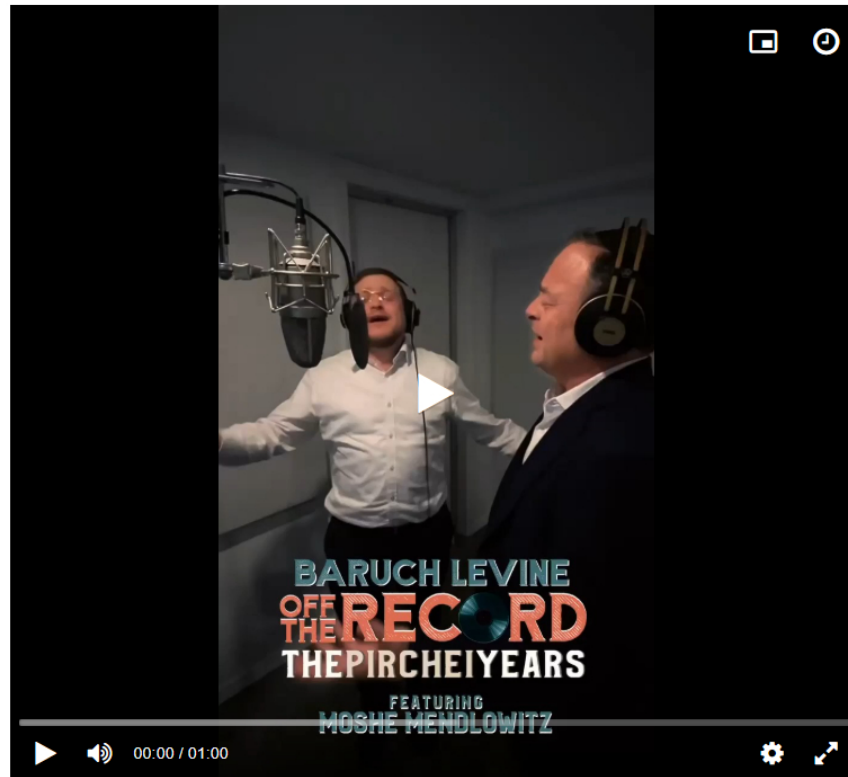 BARUCH LEVINE
OFF THE RECORD
THEPIRCHEIYEARS
FEATURING
MOSHE MENDLOWITZ
00:00 / 01:00